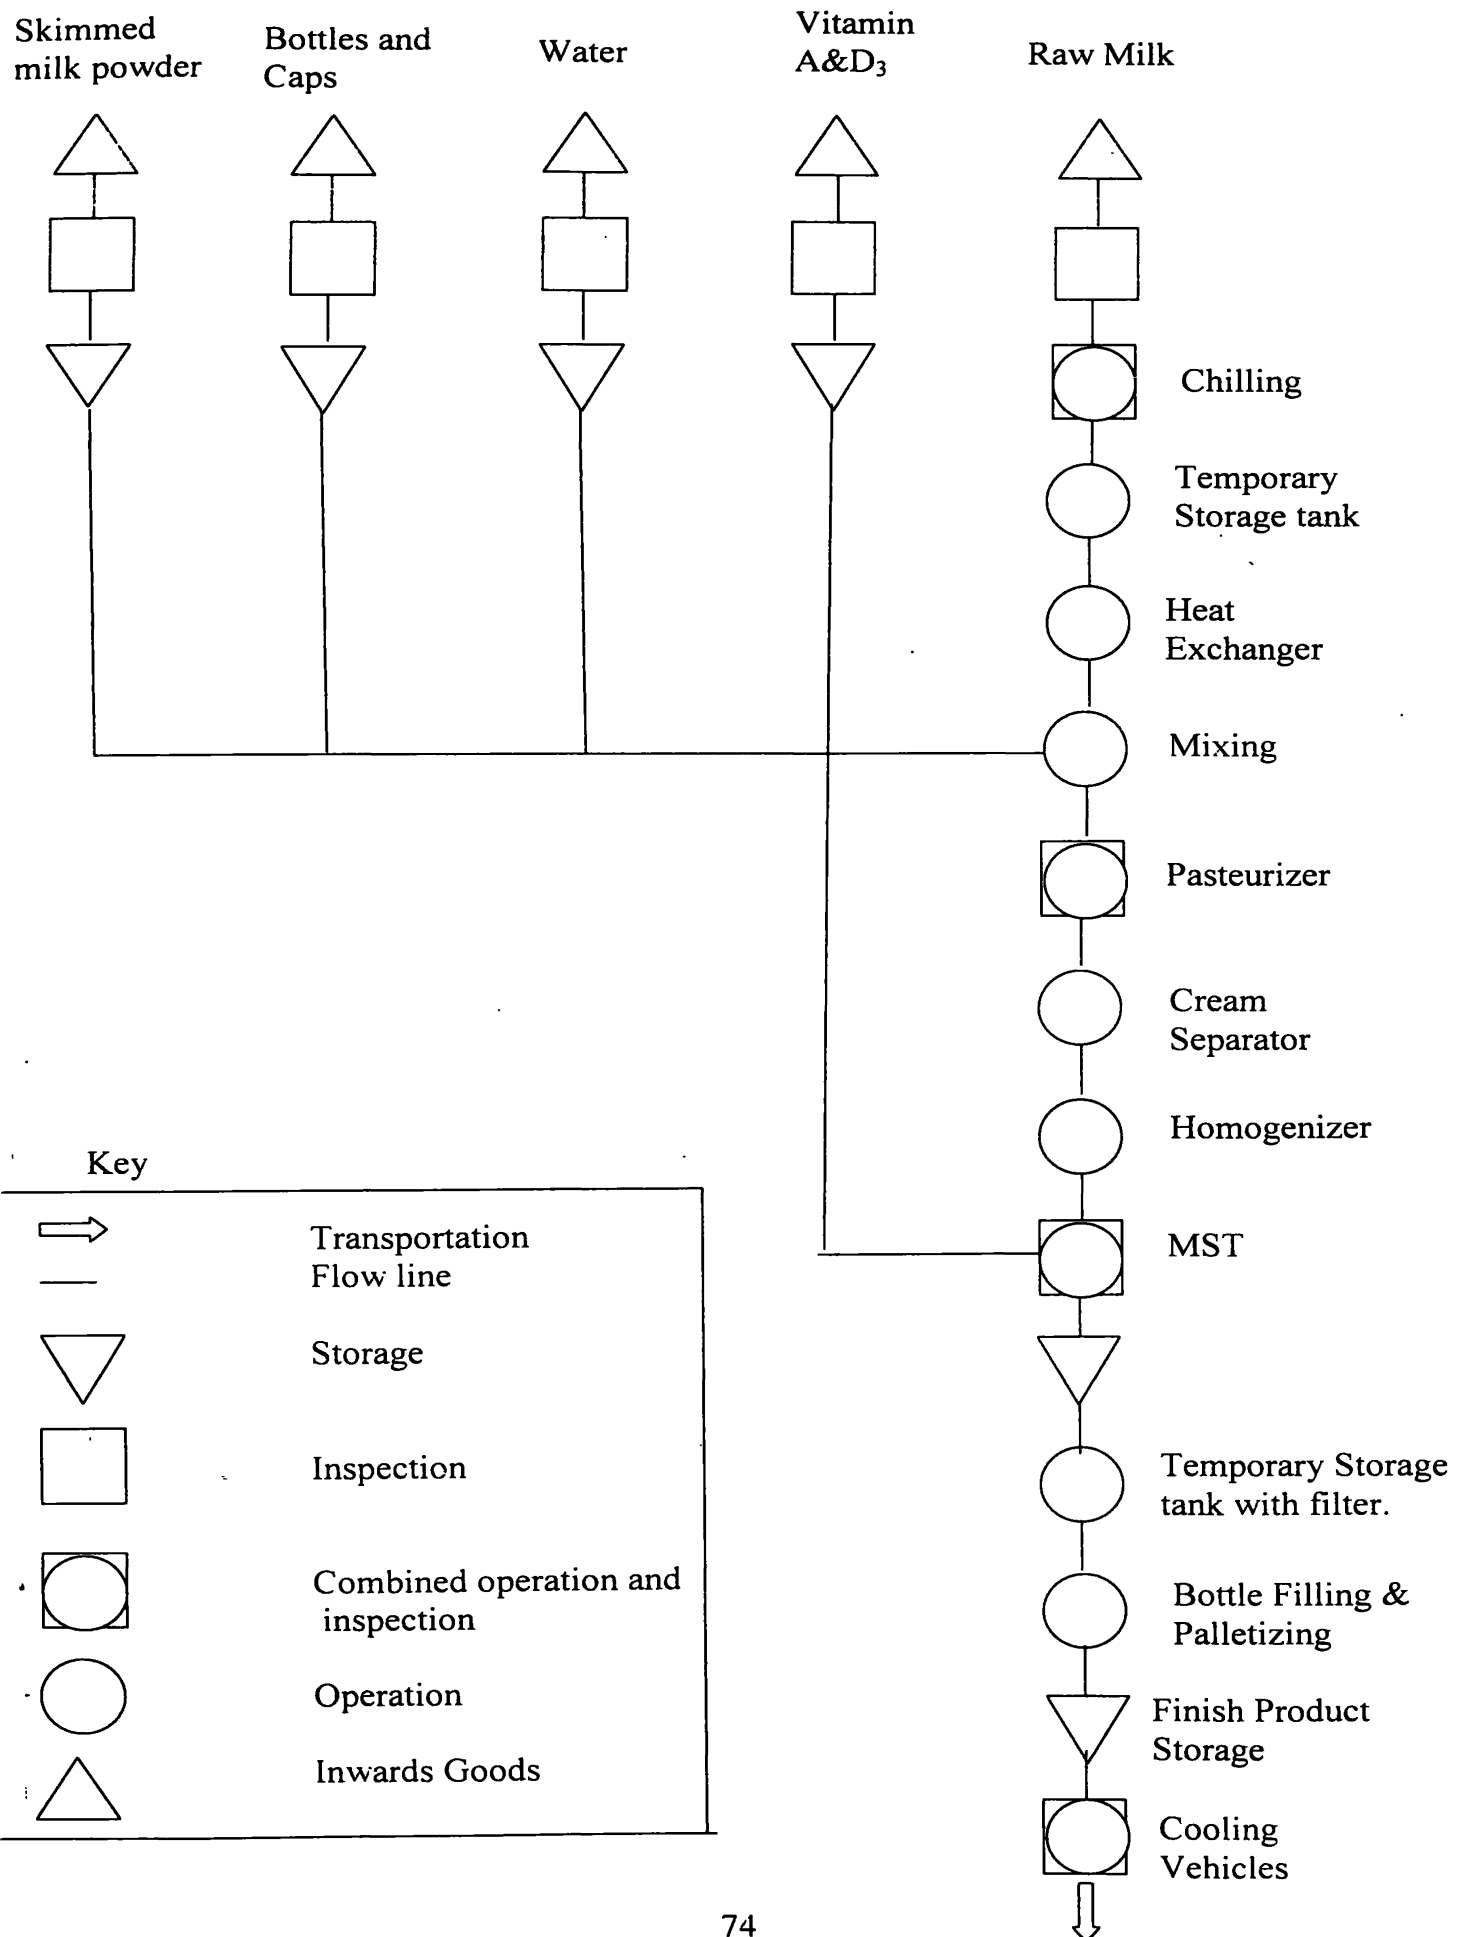 Skimmed
milk powder
Bottles and
Caps
Water
Vitamin
A&D₃
Raw Milk
Chilling
Temporary
Storage tank
Heat
Exchanger
Mixing
Pasteurizer
Cream
Separator
Homogenizer
MST
Temporary Storage
tank with filter.
Bottle Filling &
Palletizing
Finish Product
Storage
Cooling
Vehicles
Key
Transportation
Flow line
Storage
Inspection
Combined operation and
inspection
Operation
Inwards Goods
74